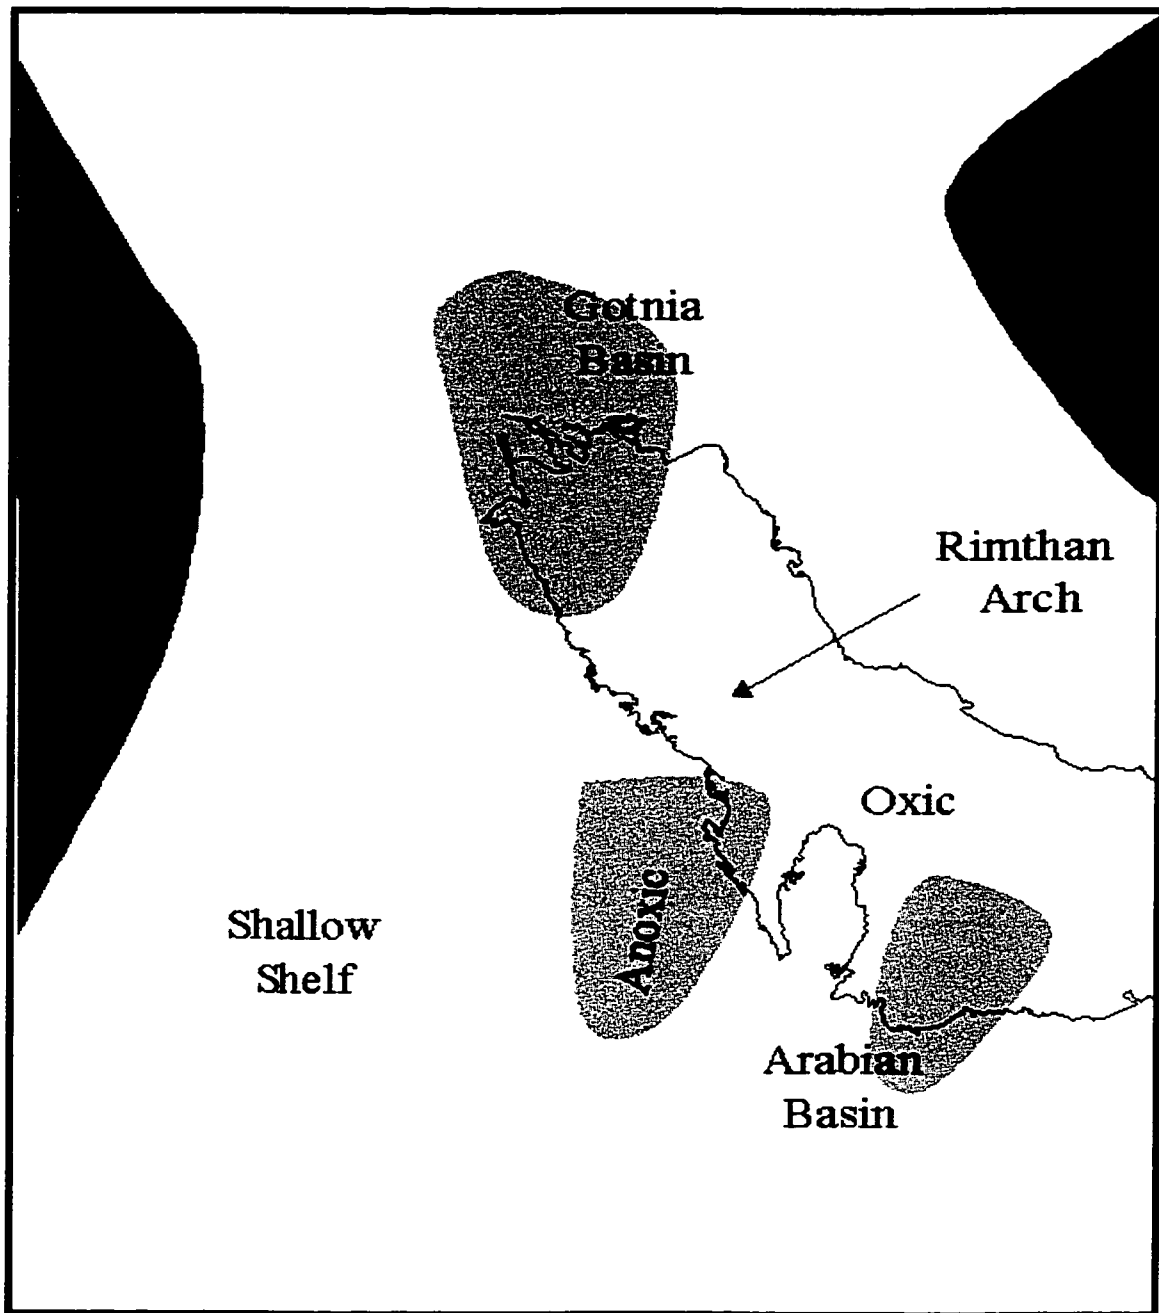 Gotnia
Basin
Rimthan
Arch
Oxic
Anoxic
Shallow
Shelf
Arabian
Basin